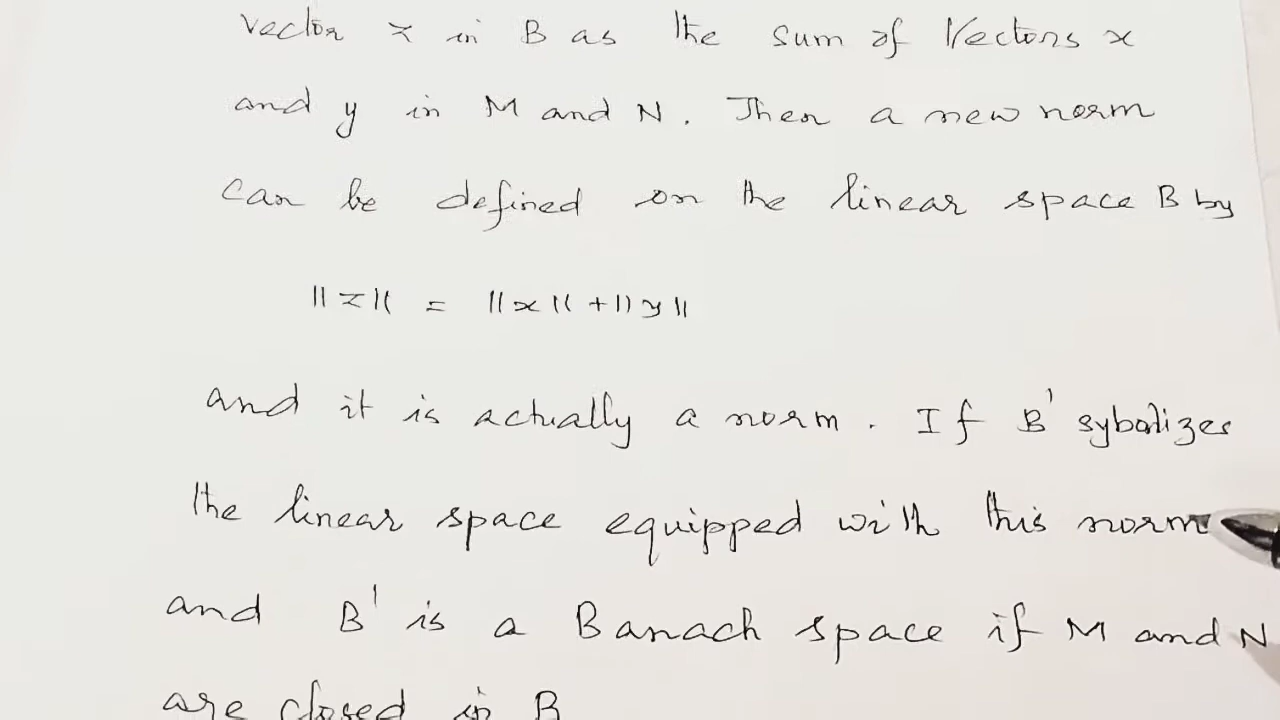 vector z in B as the sum of Vectors x
and y in M and N. Then a new norm
can be defined on the linear space B by
||z|| = ||x|| + ||y||
and it is actually a norm. If B' sybolizes
the linear space equipped with this norm
and B' is a Banach space if M and N
are closed in B